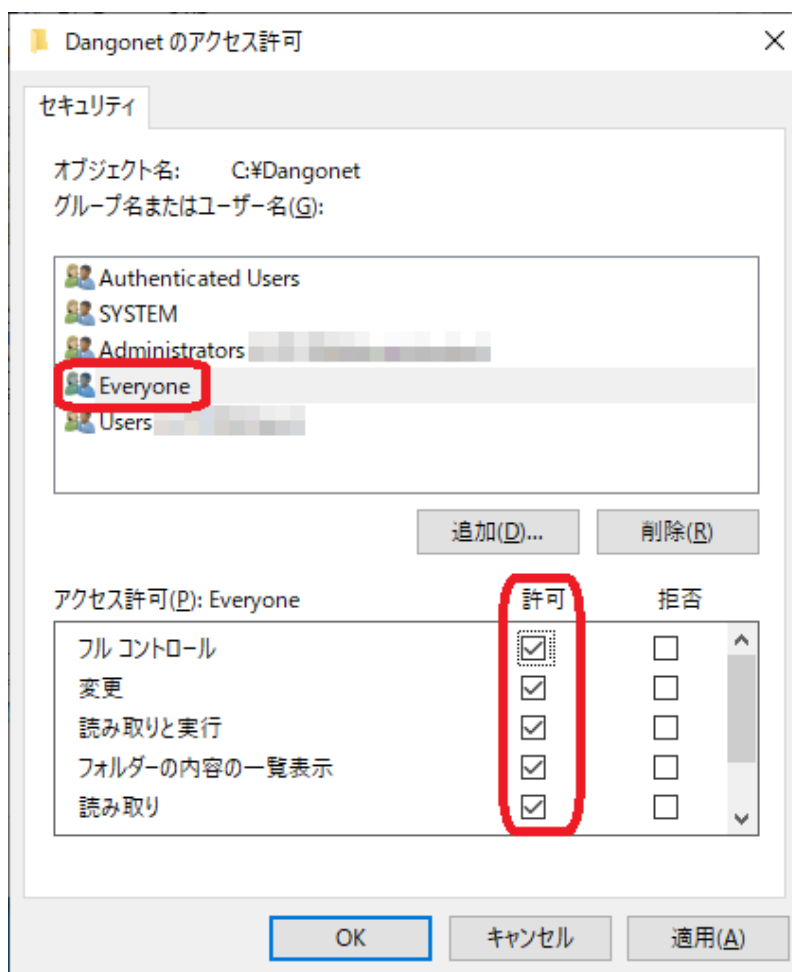 Dangonet のアクセス許可
セキュリティ
オブジェクト名: C:¥Dangonet
グループ名またはユーザー名(G):
Authenticated Users
SYSTEM
Administrators
Everyone
Users
追加(D)... 削除(R)
アクセス許可(P): Everyone 許可 拒否
フル コントロール
変更
読み取りと実行
フォルダーの内容の一覧表示
読み取り
OK キャンセル 適用(A)